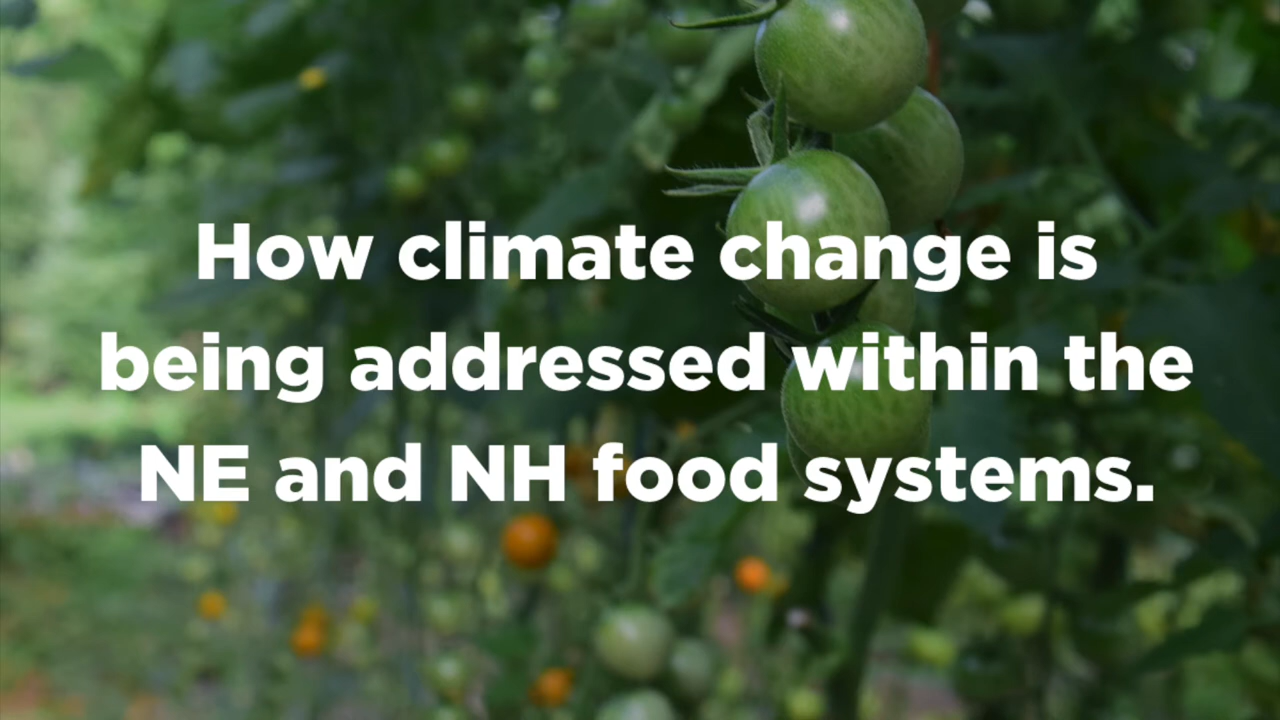 How climate change is
being addressed within the
NE and NH food systems.